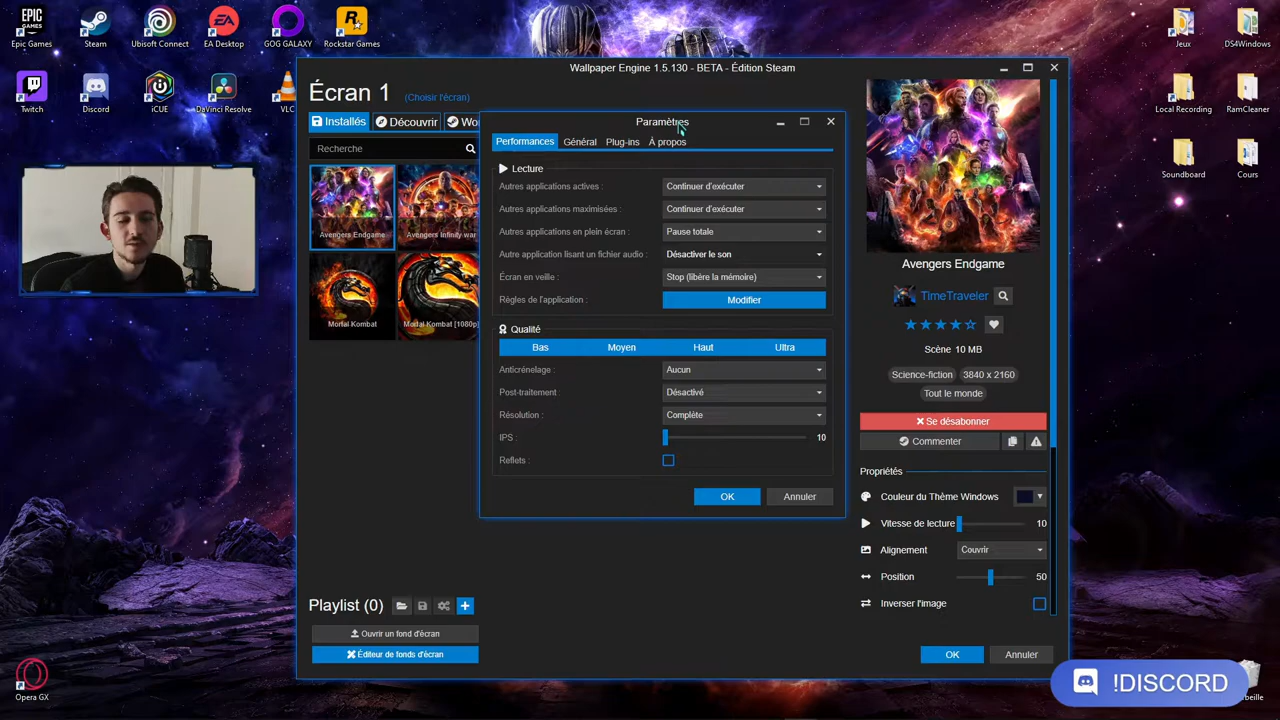 Epic Games
Steam
Ubisoft Connect
EA Desktop
GOG GALAXY
Rockstar Games
Jeux
DS4Windows
Twitch
Discord
iCUE
DaVinci Resolve
VLC
Local Recording
RamCleaner
Soundboard
Cours
Opera GX
Wallpaper Engine 1.5.130 - BETA - Édition Steam
Écran 1 (Choisir l'écran)
Installés Découvrir
Recherche
Avengers Endgame
Avengers Infinity war
Mortal Kombat
Mortal Kombat [1080p]
Paramètres
Performances Général Plug-ins À propos
Lecture
Autres applications actives : Continuer d'exécuter
Autres applications maximisées : Continuer d'exécuter
Autres applications en plein écran : Pause totale
Autre application lisant un fichier audio : Désactiver le son
Écran en veille : Stop (libère la mémoire)
Règles de l'application : Modifier
Qualité
Bas Moyen Haut Ultra
Anticrénelage : Aucun
Post-traitement : Désactivé
Résolution : Complète
IPS : 10
Reflets :
OK Annuler
Avengers Endgame
TimeTraveler
Scène 10 MB
Science-fiction 3840 x 2160
Tout le monde
Se désabonner
Commenter
Propriétés
Couleur du Thème Windows
Vitesse de lecture 10
Alignement Couvrir
Position 50
Inverser l'image
Playlist (0)
Ouvrir un fond d'écran
Éditeur de fonds d'écran
OK Annuler
!DISCORD